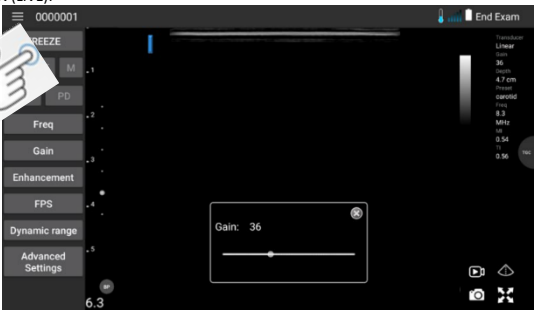 0000001
End Exam
REEZE
M
PD
Freq
Gain
Enhancement
FPS
Dynamic range
Advanced
Settings
1
2
3
4
5
SP
6.3
Gain: 36
Transducer
Linear
Gain
36
Depth
4.7 cm
Preset
carotid
Freq
8.3
MHz
MI
0.54
TI
0.56
TGC